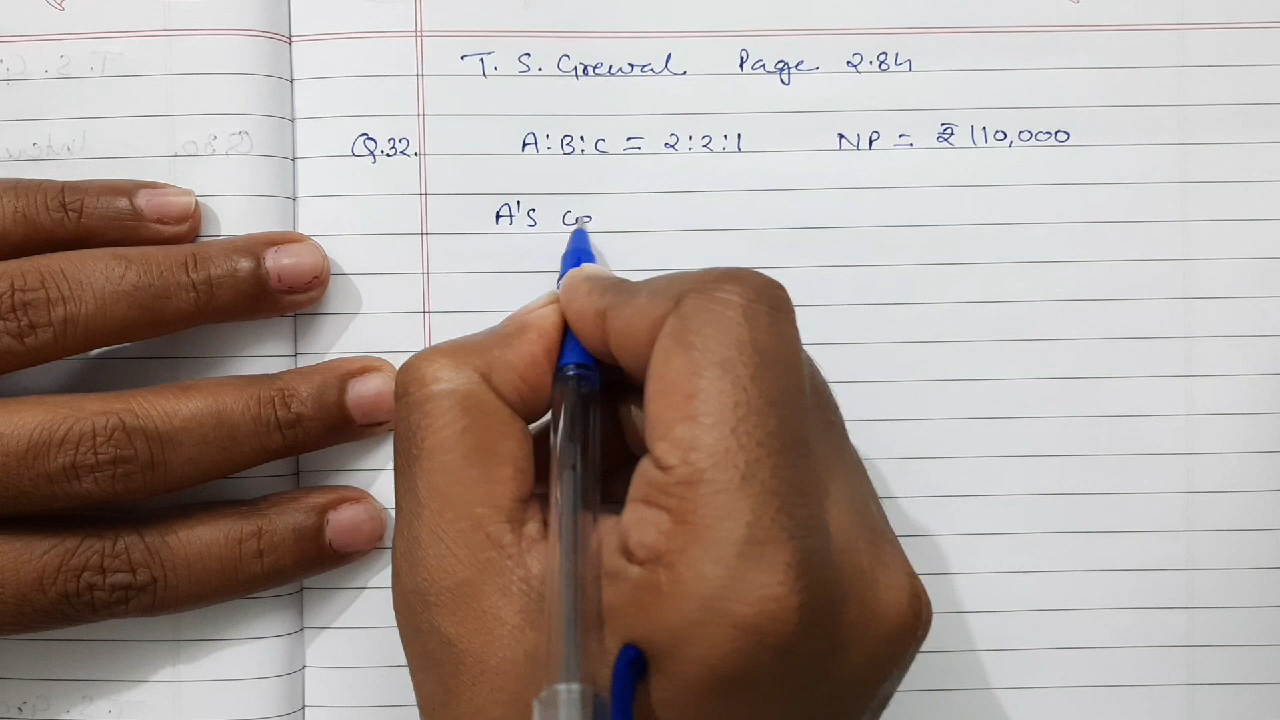 T. S. Grewal Page 2.84
Q.32. A:B:C = 2:2:1 NP = ₹ 110,000
A's Co